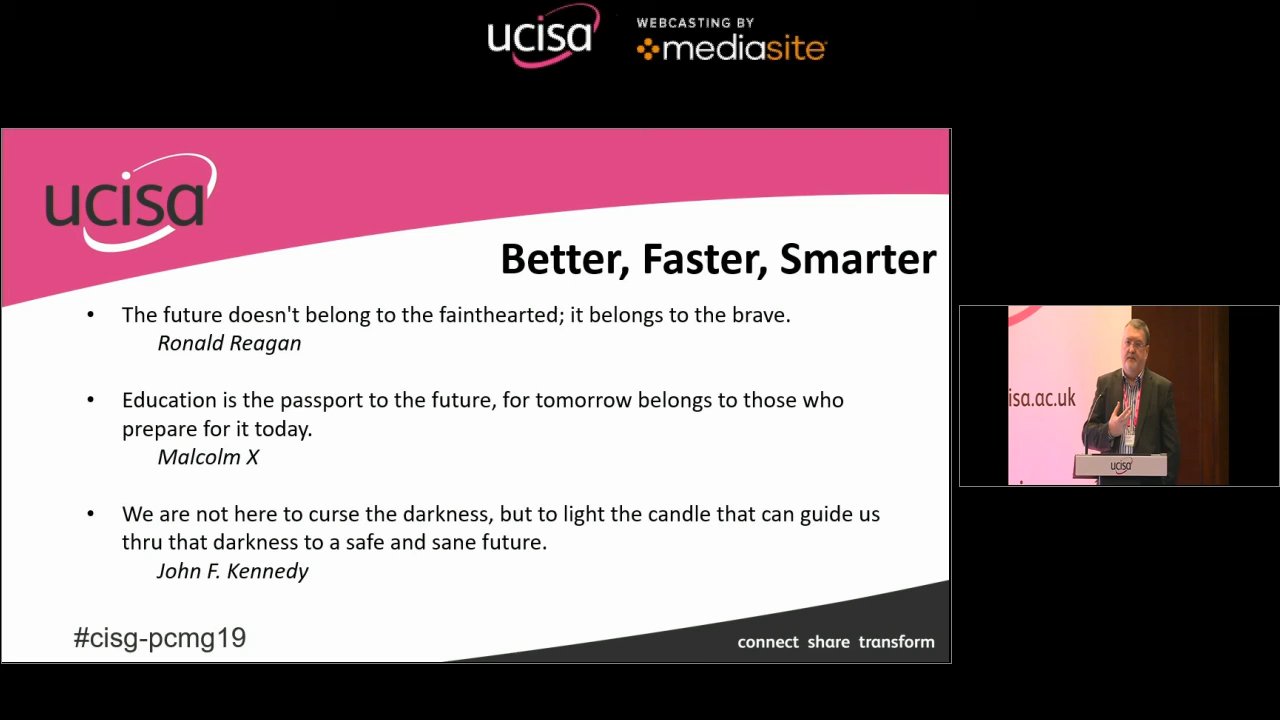 ucisa
WEBCASTING BY
mediasite
ucisa
Better, Faster, Smarter
• The future doesn't belong to the fainthearted; it belongs to the brave.
Ronald Reagan
• Education is the passport to the future, for tomorrow belongs to those who
prepare for it today.
Malcolm X
• We are not here to curse the darkness, but to light the candle that can guide us
thru that darkness to a safe and sane future.
John F. Kennedy
#cisg-pcmg19
connect share transform
isa.ac.uk
ucisa